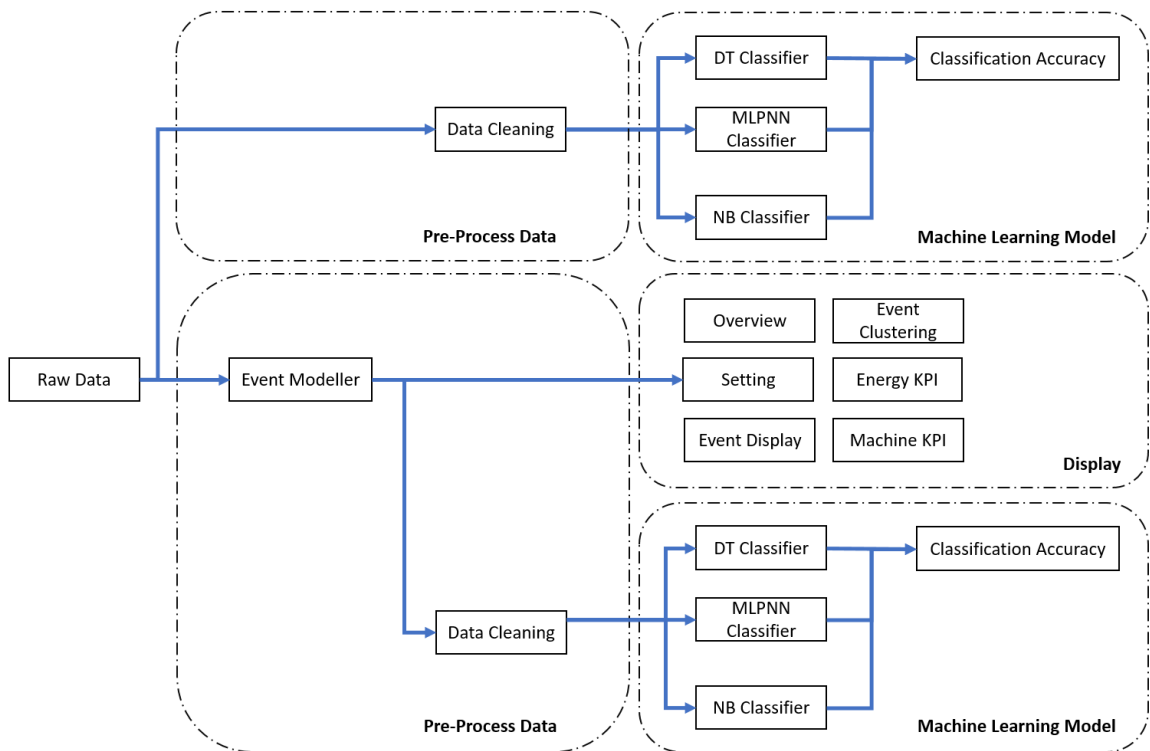 DT Classifier
Classification Accuracy
Data Cleaning
MLPNN
Classifier
NB Classifier
Pre-Process Data
Machine Learning Model
Overview
Event
Clustering
Raw Data
Event Modeller
Setting
Energy KPI
Event Display
Machine KPI
Display
DT Classifier
Classification Accuracy
Data Cleaning
MLPNN
Classifier
NB Classifier
Pre-Process Data
Machine Learning Model